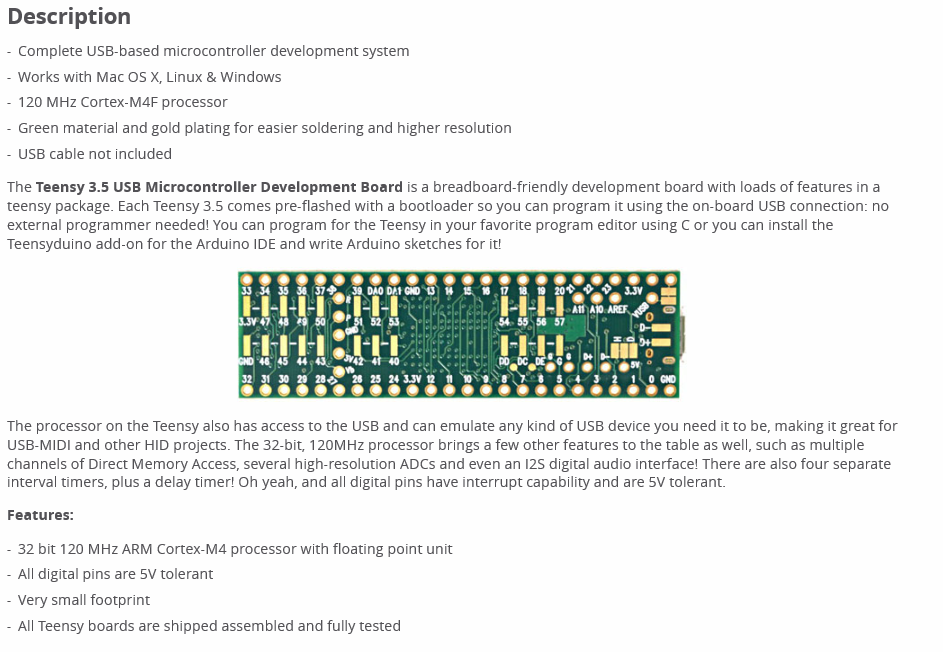 Description
- Complete USB-based microcontroller development system
- Works with Mac OS X, Linux & Windows
- 120 MHz Cortex-M4F processor
- Green material and gold plating for easier soldering and higher resolution
- USB cable not included
The Teensy 3.5 USB Microcontroller Development Board is a breadboard-friendly development board with loads of features in a
teensy package. Each Teensy 3.5 comes pre-flashed with a bootloader so you can program it using the on-board USB connection: no
external programmer needed! You can program for the Teensy in your favorite program editor using C or you can install the
Teensyduino add-on for the Arduino IDE and write Arduino sketches for it!
33 34 35 36 37 38 39 DA0 DA1 GND 13 14 15 16 17 18 19 20 21 22 23 3.3V
A11 A10 AREF VUSB
3.3V 47 48 49 50 51 52 53 54 55 56 57 D-
GND D+
GND 46 45 44 43 3V 42 41 40 DD DC DE G G D+ D- 5V
32 31 30 29 28 27 26 25 24 3.3V 12 11 10 9 8 7 6 5 4 3 2 1 0 GND
The processor on the Teensy also has access to the USB and can emulate any kind of USB device you need it to be, making it great for
USB-MIDI and other HID projects. The 32-bit, 120MHz processor brings a few other features to the table as well, such as multiple
channels of Direct Memory Access, several high-resolution ADCs and even an I2S digital audio interface! There are also four separate
interval timers, plus a delay timer! Oh yeah, and all digital pins have interrupt capability and are 5V tolerant.
Features:
- 32 bit 120 MHz ARM Cortex-M4 processor with floating point unit
- All digital pins are 5V tolerant
- Very small footprint
- All Teensy boards are shipped assembled and fully tested